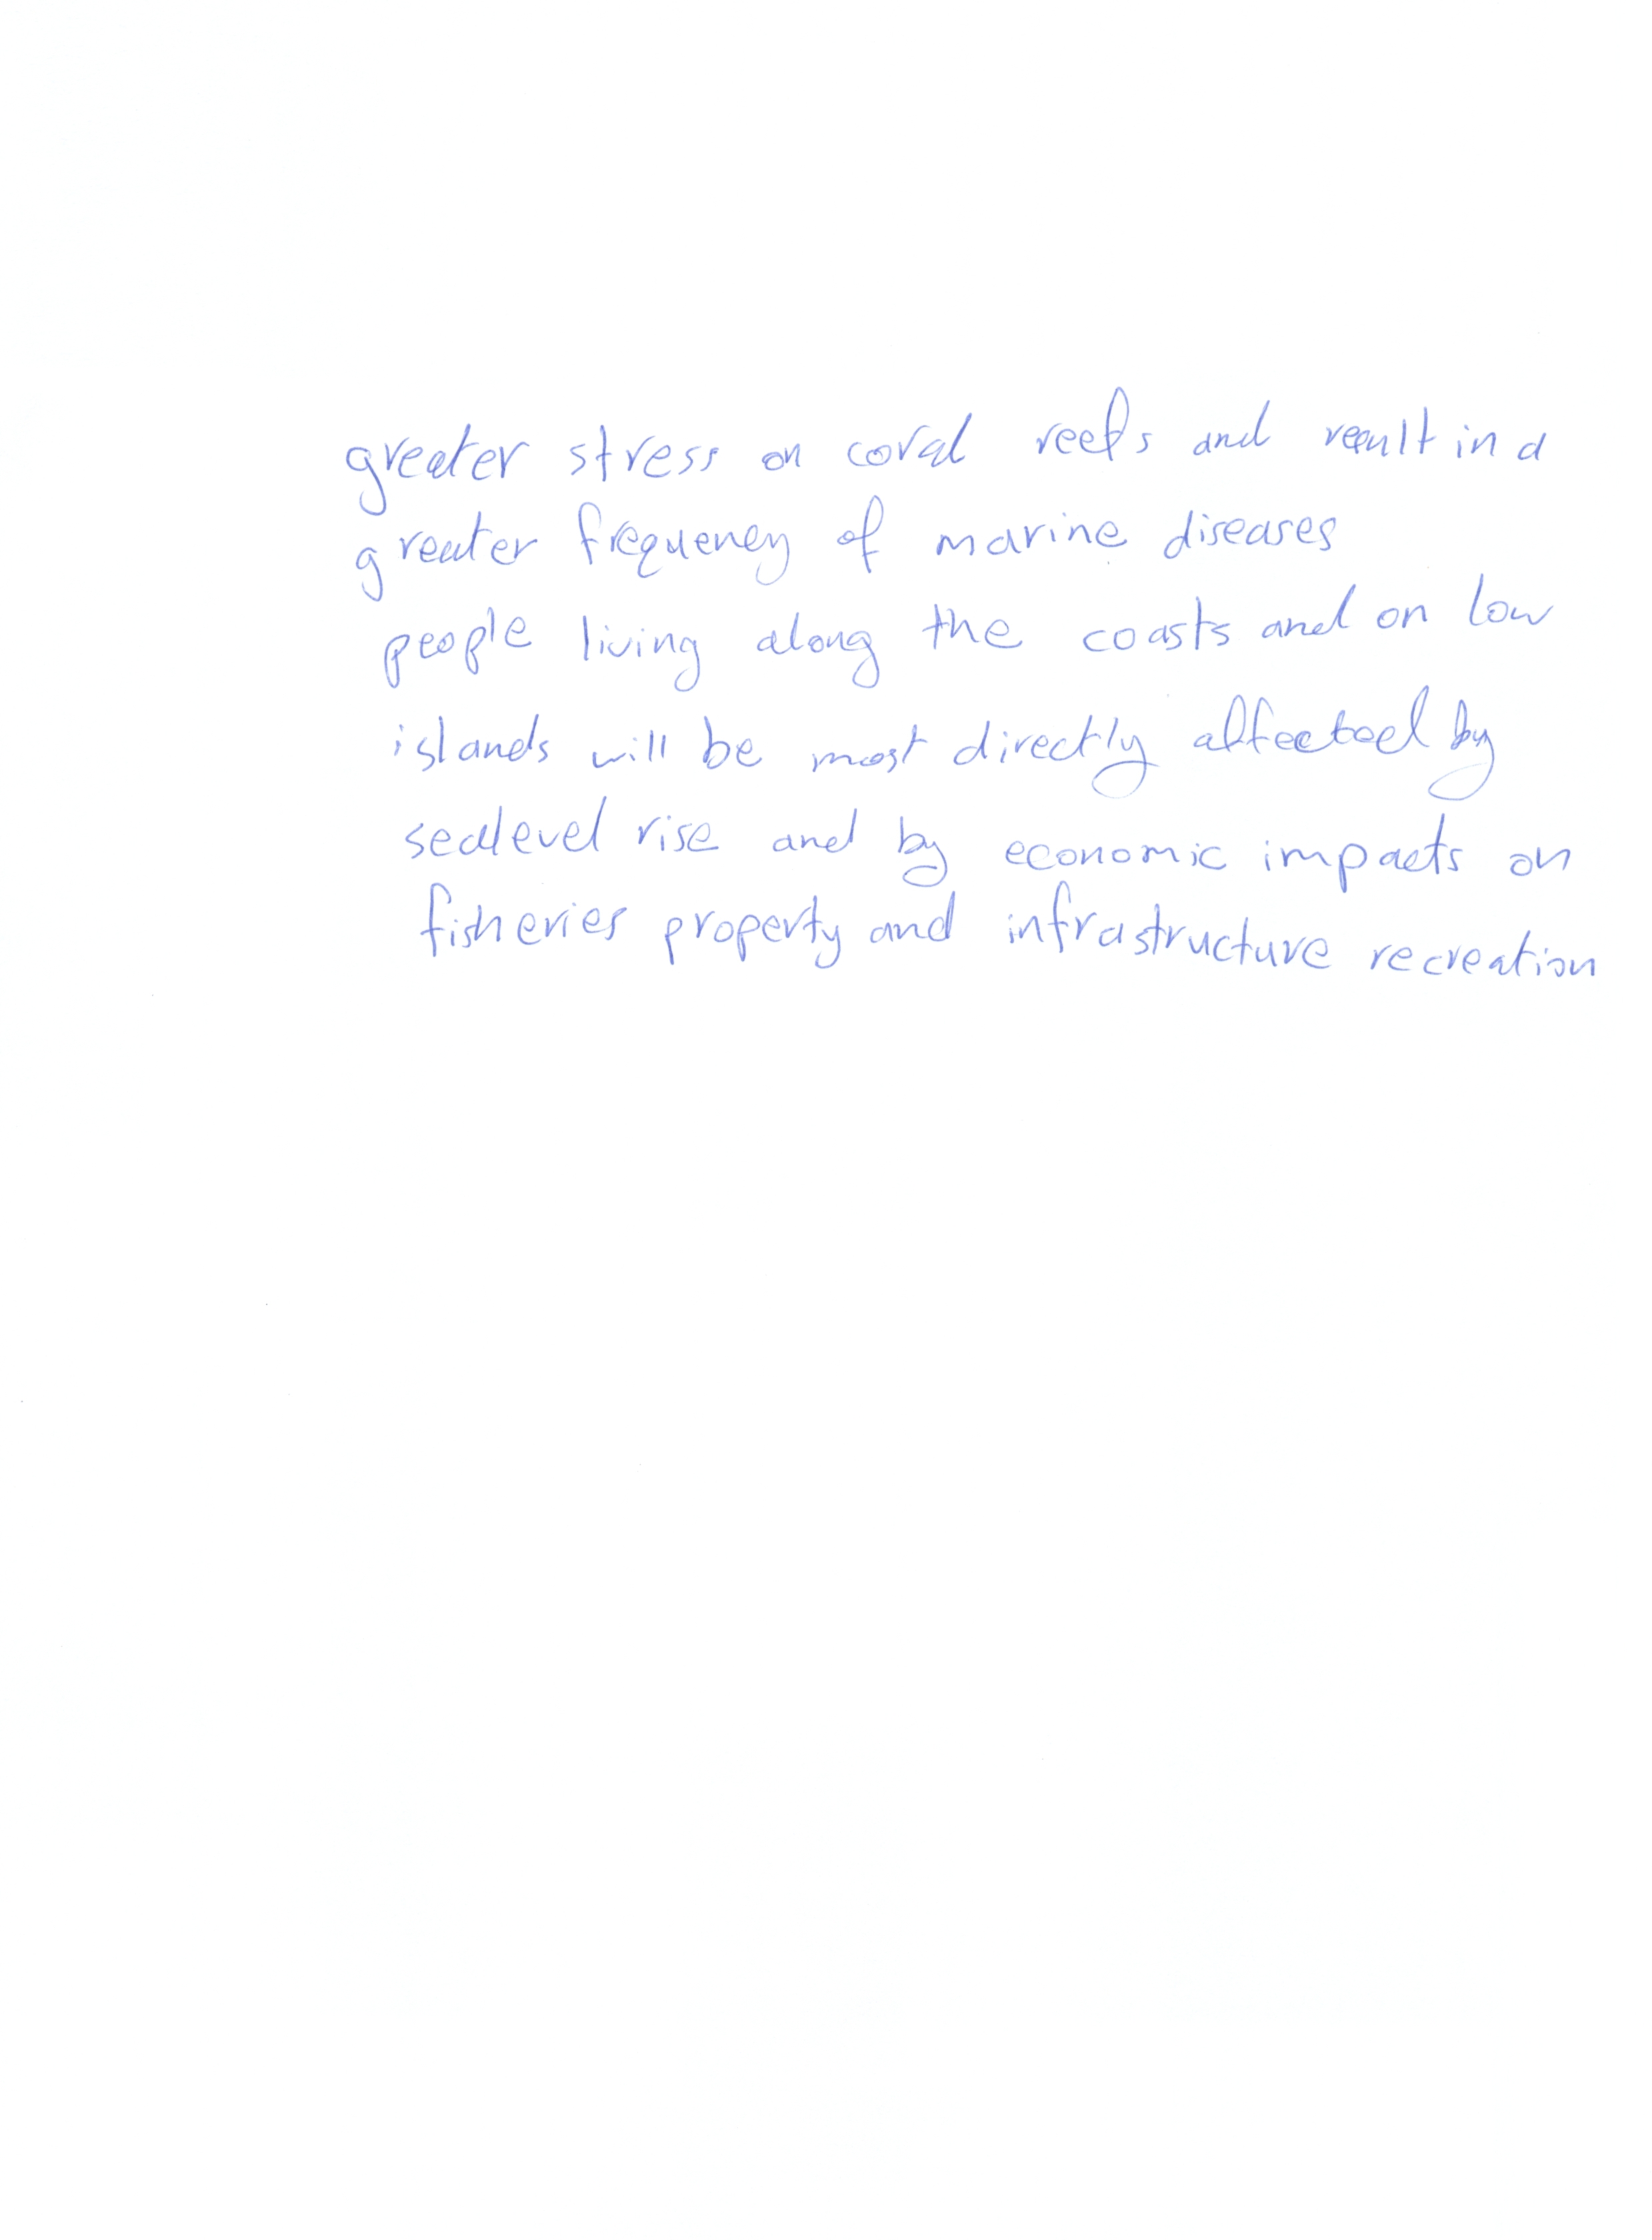 greater stress on coral reefs and result in a
greater frequency of marine diseases
people living along the coasts and on low
islands will be most directly affected by
sealevel rise and by economic impacts on
fisheries property and infrastructure recreation